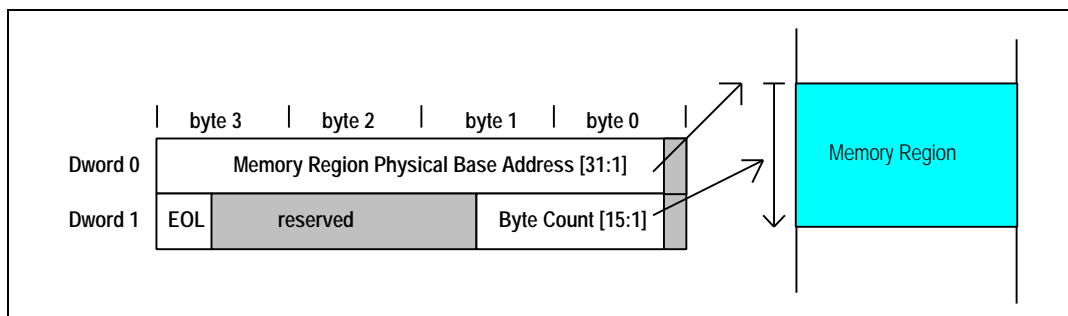 byte 3 byte 2 byte 1 byte 0
Dword 0 Memory Region Physical Base Address [31:1]
Memory Region
Dword 1 EOL reserved Byte Count [15:1]